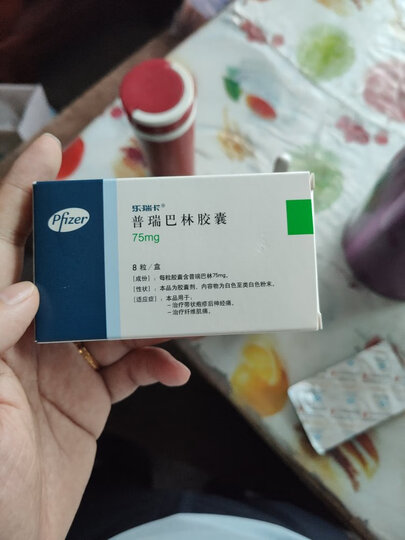 Pfizer
乐瑞卡®
普瑞巴林胶囊
75mg
8 粒/盒
[成份]：每粒胶囊含普瑞巴林75mg。
[性状]：本品为胶囊剂，内容物为白色至类白色粉末。
[适应症]：本品用于：
－治疗带状疱疹后神经痛。
－治疗纤维肌痛。